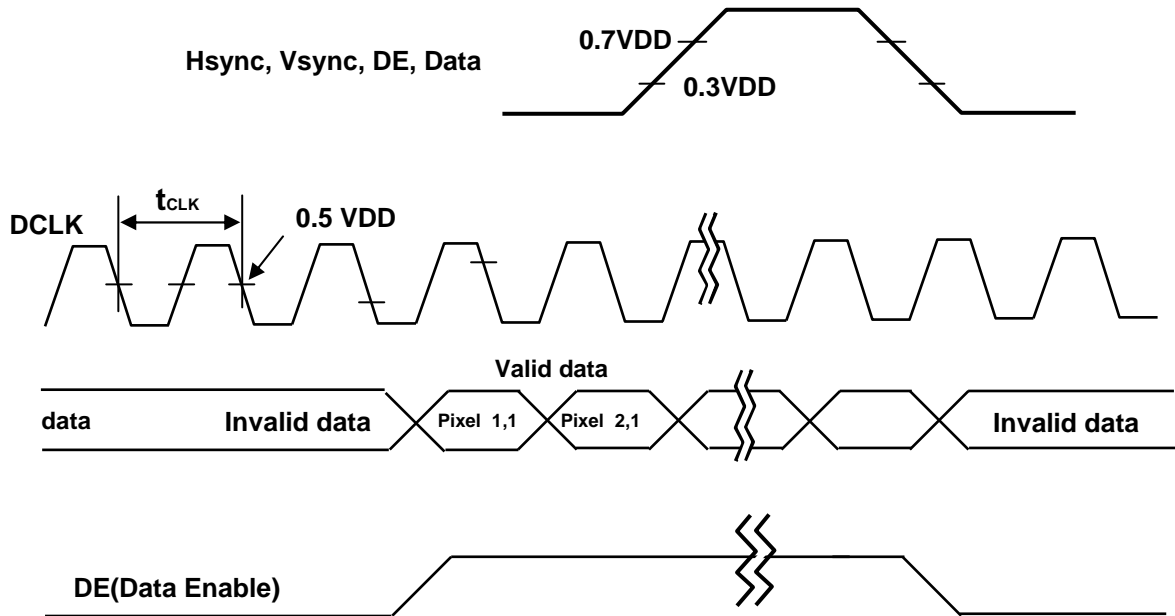 0.7VDD
Hsync, Vsync, DE, Data
0.3VDD
tCLK
0.5 VDD
DCLK
Valid data
data
Invalid data
Pixel 1,1
Pixel 2,1
Invalid data
DE(Data Enable)